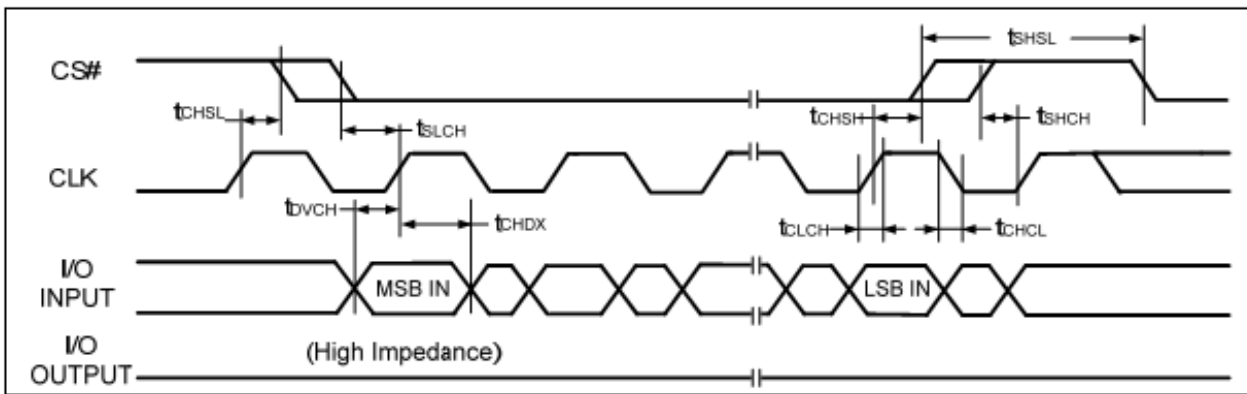 tSHSL
CS#
tCHSL
tSLCH
tCHSH
tSHCH
CLK
tDVCH
tCHDX
tCLCH
tCHCL
I/O
INPUT
MSB IN
LSB IN
I/O
OUTPUT
(High Impedance)